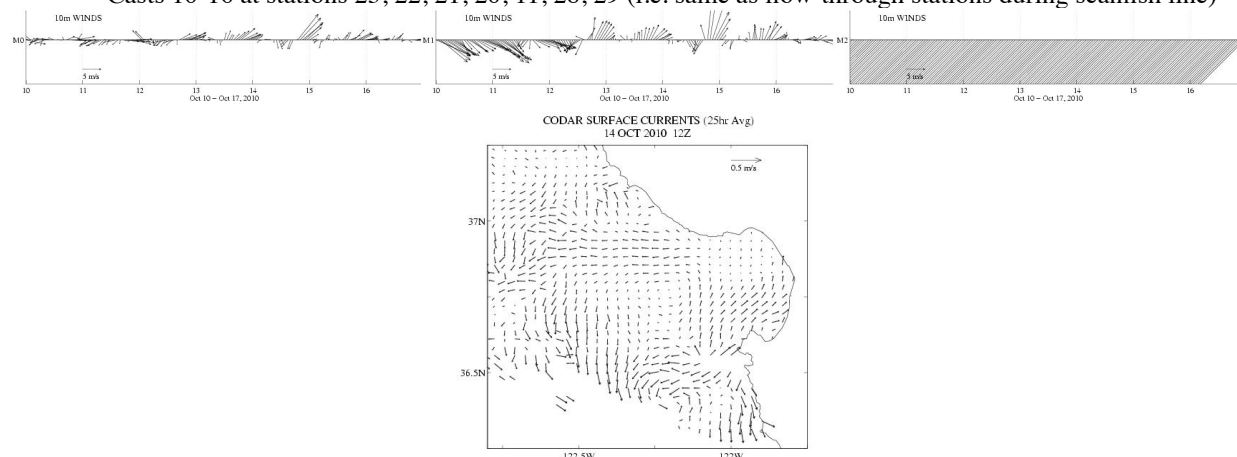 Casts 10-16 at stations 23, 22, 21, 20, 11, 28, 29 (i.e. same as flow through stations during seafish line)
10m WINDS
M0
5 m/s
10 11 12 13 14 15 16
Oct 10 – Oct 17, 2010
10m WINDS
M1
5 m/s
10 11 12 13 14 15 16
Oct 10 – Oct 17, 2010
10m WINDS
M2
5 m/s
10 11 12 13 14 15 16
Oct 10 – Oct 17, 2010
CODAR SURFACE CURRENTS (25hr Avg)
14 OCT 2010 12Z
0.5 m/s
37N
36.5N
122.5W 122W